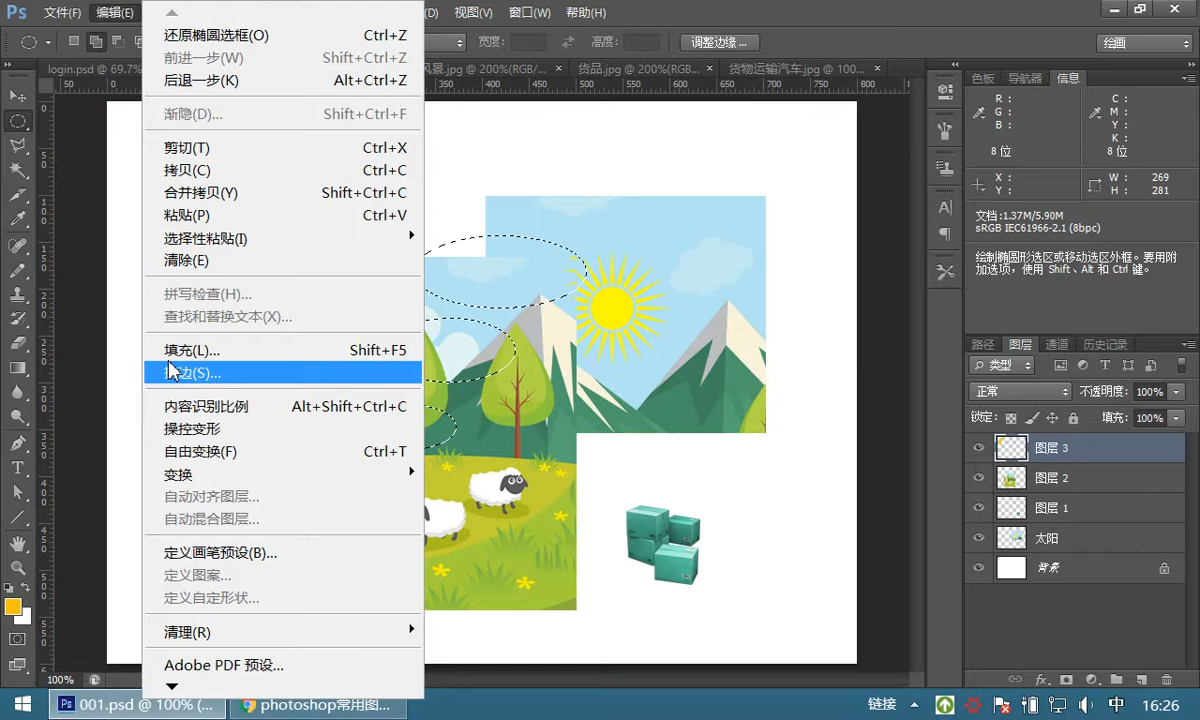 Ps 文件(F) 编辑(E) (D) 视图(V) 窗口(W) 帮助(H)
宽度: 高度: 调整边缘... 绘画
login.psd @ 69.7% 风景.jpg @ 200%(RGB/... × 货品.jpg @ 200%(RGB... × 货物运输汽车.jpg @ 100... ×
50 0 350 400 450 500 550 600 650 700 750 800
还原椭圆选框(O) Ctrl+Z
前进一步(W) Shift+Ctrl+Z
后退一步(K) Alt+Ctrl+Z
渐隐(D)... Shift+Ctrl+F
剪切(T) Ctrl+X
拷贝(C) Ctrl+C
合并拷贝(Y) Shift+Ctrl+C
粘贴(P) Ctrl+V
选择性粘贴(I)
清除(E)
拼写检查(H)...
查找和替换文本(X)...
填充(L)... Shift+F5
边(S)...
内容识别比例 Alt+Shift+Ctrl+C
操控变形
自由变换(F) Ctrl+T
变换
自动对齐图层...
自动混合图层...
定义画笔预设(B)...
定义图案...
定义自定形状...
清理(R)
Adobe PDF 预设...
色板 导航器 信息
R: C:
G: M:
B: Y:
K:
8 位 8 位
X: W: 269
Y: H: 281
文档:1.37M/5.90M
sRGB IEC61966-2.1 (8bpc)
绘制椭圆形选区或移动选区外框。要用
附加选项，使用 Shift、Alt 和 Ctrl 键。
路径 图层 通道 历史记录
类型
正常 不透明度: 100%
锁定: 填充: 100%
图层 3
图层 2
图层 1
太阳
背景
100%
001.psd @ 100% (... photoshop常用图... 链接 中 16:26